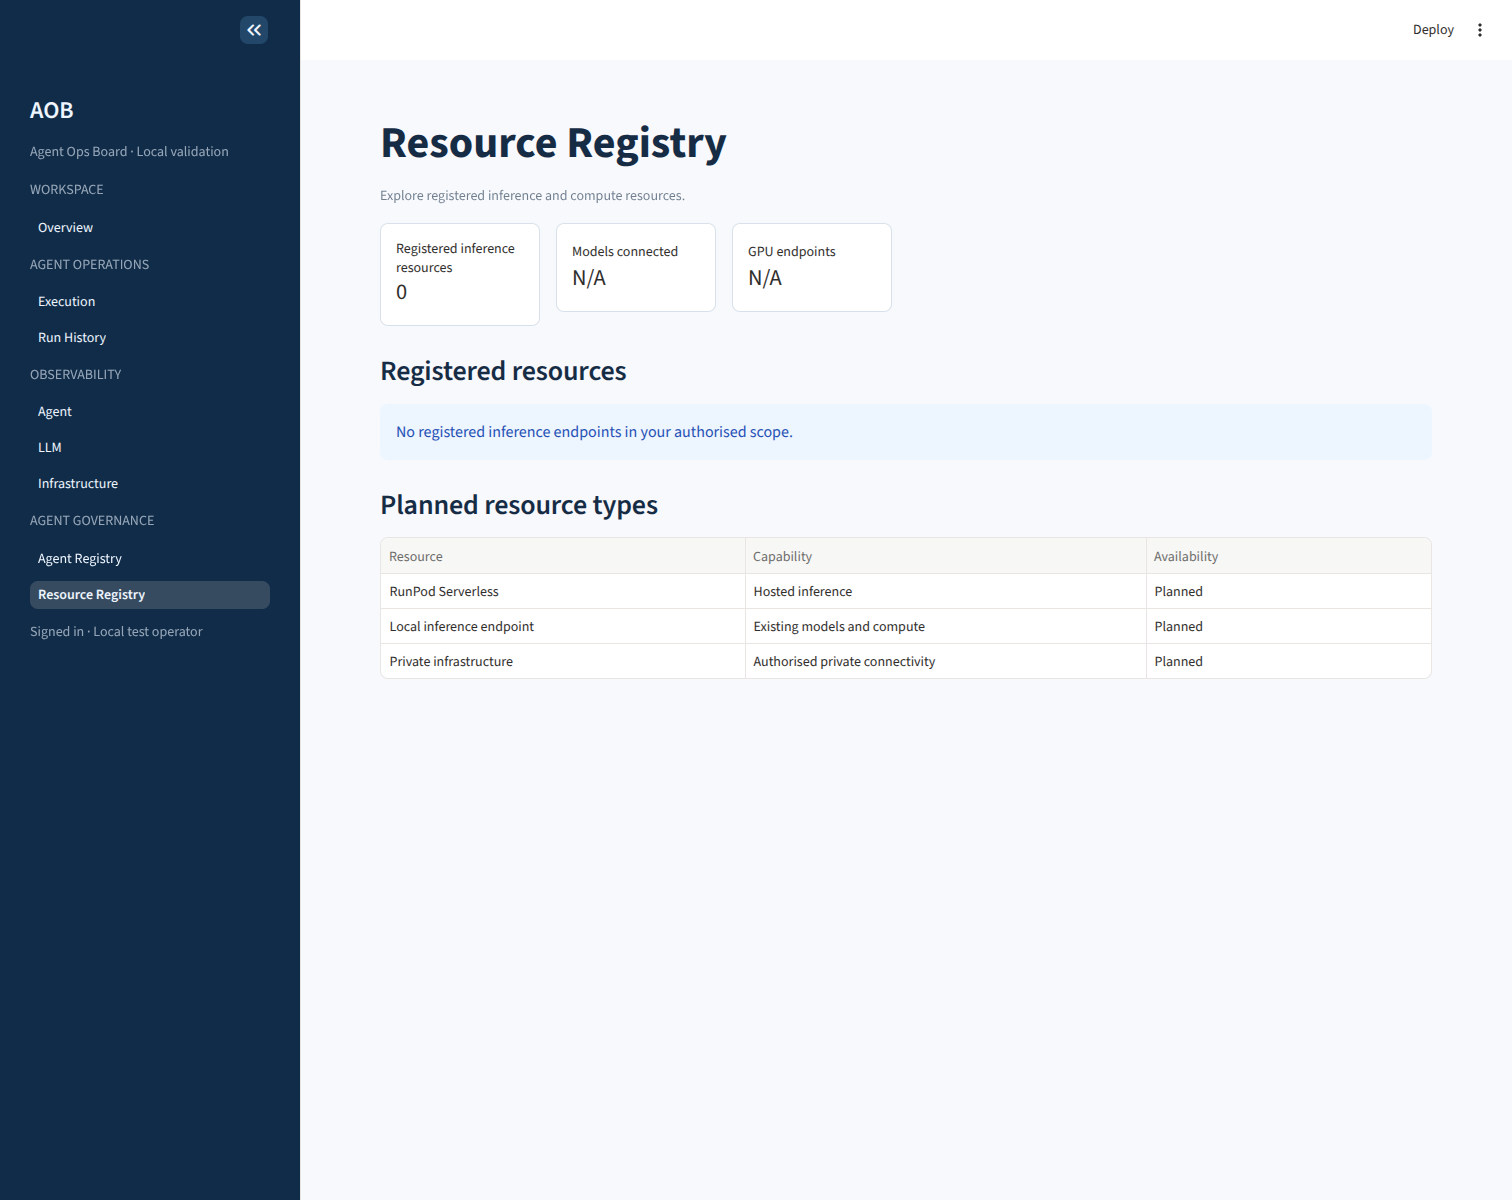 Deploy
AOB
Agent Ops Board · Local validation
WORKSPACE
Overview
AGENT OPERATIONS
Execution
Run History
OBSERVABILITY
Agent
LLM
Infrastructure
AGENT GOVERNANCE
Agent Registry
Resource Registry
Signed in · Local test operator
Resource Registry
Explore registered inference and compute resources.
Registered inference
resources
0
Models connected
N/A
GPU endpoints
N/A
Registered resources
No registered inference endpoints in your authorised scope.
Planned resource types
Resource Capability Availability
RunPod Serverless Hosted inference Planned
Local inference endpoint Existing models and compute Planned
Private infrastructure Authorised private connectivity Planned